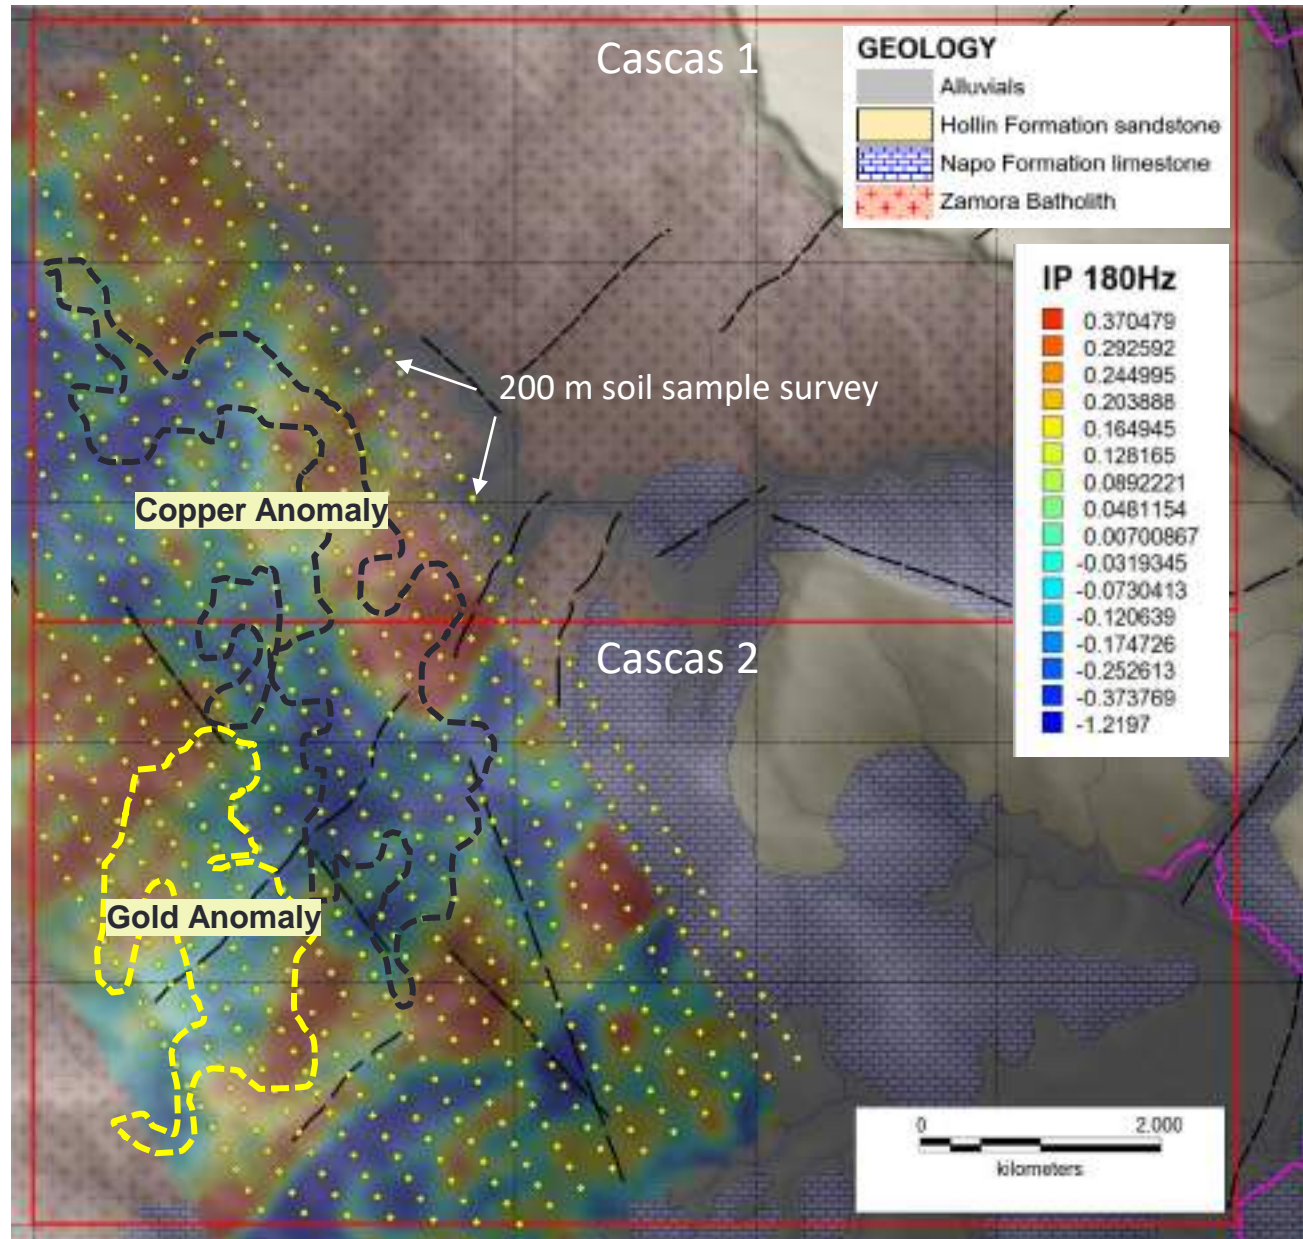 Cascas 1
GEOLOGY
Alluvials
Hollin Formation sandstone
Napo Formation limestone
Zamora Batholith
IP 180Hz
0.370479
0.292592
0.244995
0.203888
0.164945
0.128165
0.0892221
0.0481154
0.00700867
-0.0319345
-0.0730413
-0.120639
-0.174726
-0.252613
-0.373769
-1.2197
200 m soil sample survey
Copper Anomaly
Cascas 2
Gold Anomaly
0 2.000
kilometers